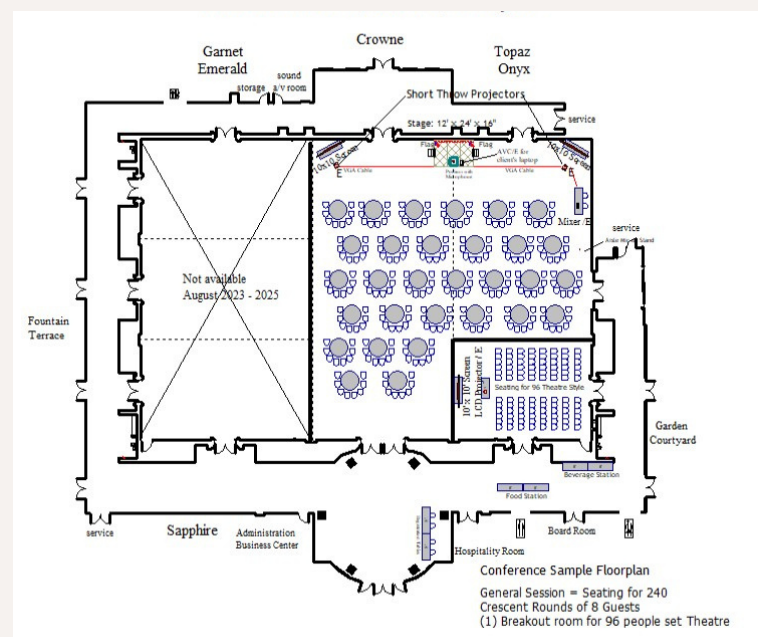 Crowne
Garnet
Emerald
Topaz
Onyx
sound
storage
a/v room
Short Throw Projectors
service
Stage: 12' x 24' x 16"
Flag
Flag
10x10 Screen
10x10 Screen
AVC/E for
client's laptop
E
VGA Cable
VGA Cable
E
Mixer /E
service
Not available
August 2023 - 2025
Fountain
Terrace
10' X 10' Screen
LCD Projector / E
Seating for 96 Theatre Style
Garden
Courtyard
Beverage Station
Food Station
service
Sapphire
Administration
Business Center
Hospitality Room
Board Room
Conference Sample Floorplan
General Session = Seating for 240
Crescent Rounds of 8 Guests
(1) Breakout room for 96 people set Theatre